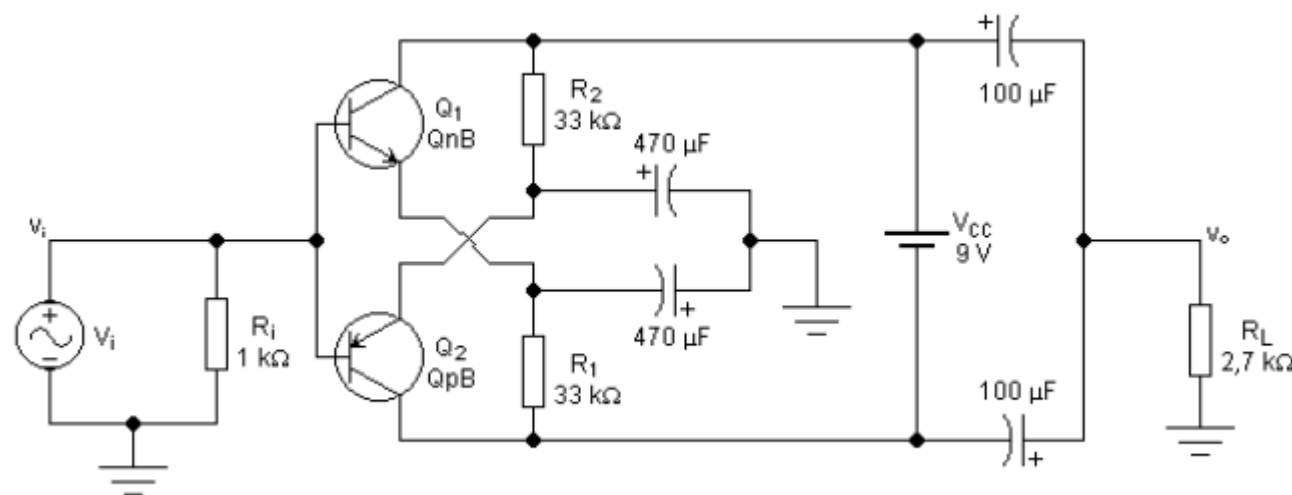 +
100 µF
R2
33 kΩ
Q1
QnB
470 µF
+
vi
VCC
9 V
vo
+
Vi
Ri
1 kΩ
+
470 µF
Q2
QpB
R1
33 kΩ
RL
2,7 kΩ
100 µF
+